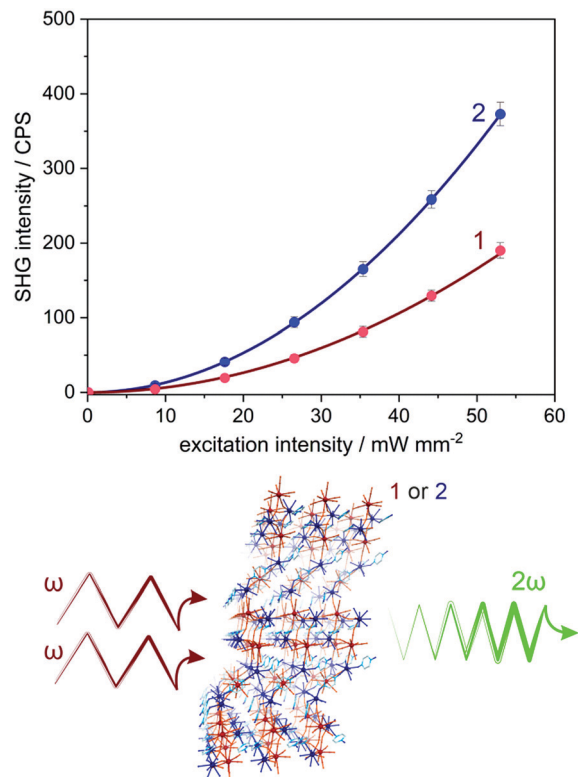 500
400
300
200
100
0
SHG intensity / CPS
2
1
0 10 20 30 40 50 60
excitation intensity / mW mm⁻²
1 or 2
ω
2ω
ω